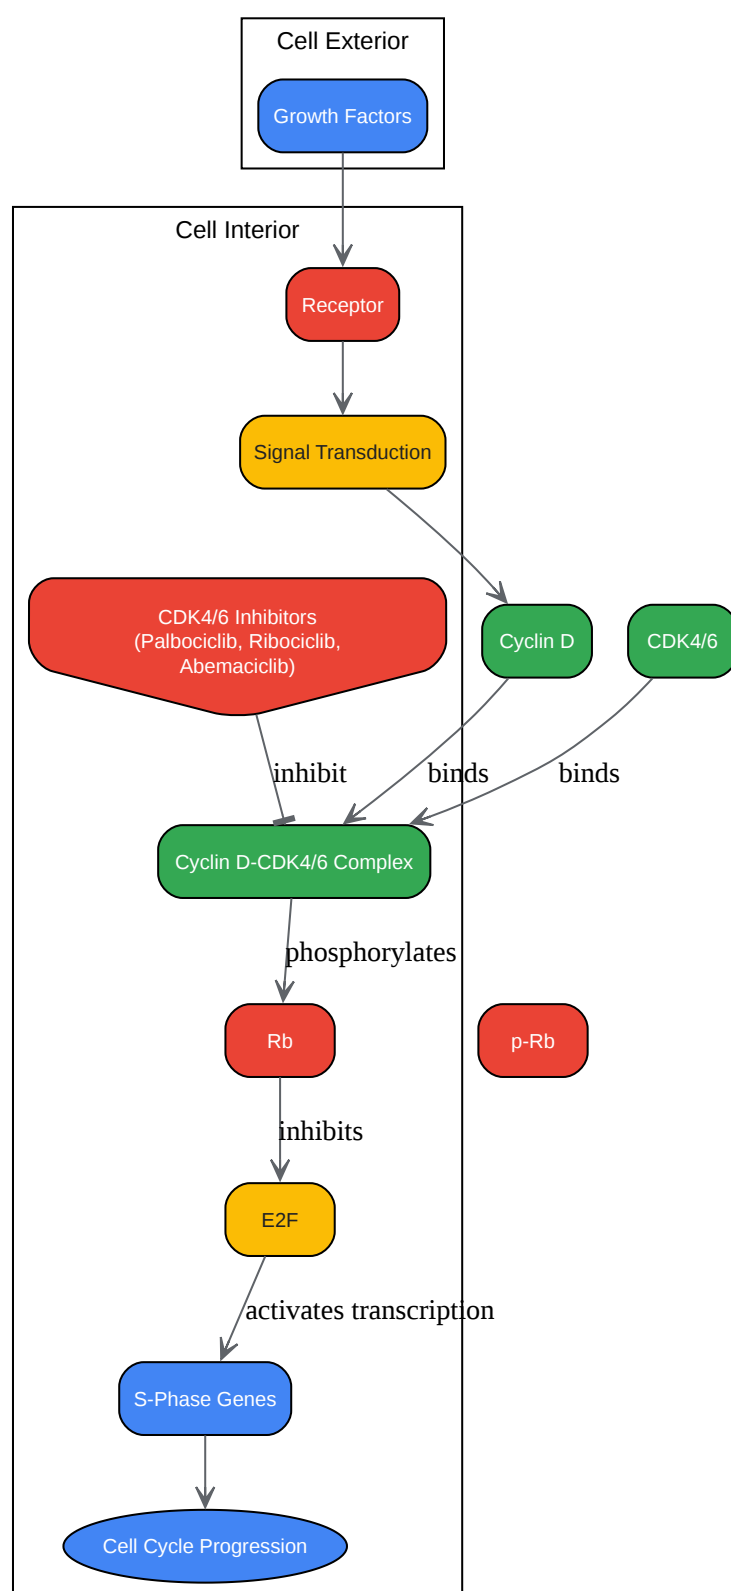 Cell Exterior
Growth Factors
Cell Interior
Receptor
Signal Transduction
CDK4/6 Inhibitors
(Palbociclib, Ribociclib,
Abemaciclib)
Cyclin D
CDK4/6
inhibit
binds
binds
Cyclin D-CDK4/6 Complex
phosphorylates
Rb
p-Rb
inhibits
E2F
activates transcription
S-Phase Genes
Cell Cycle Progression